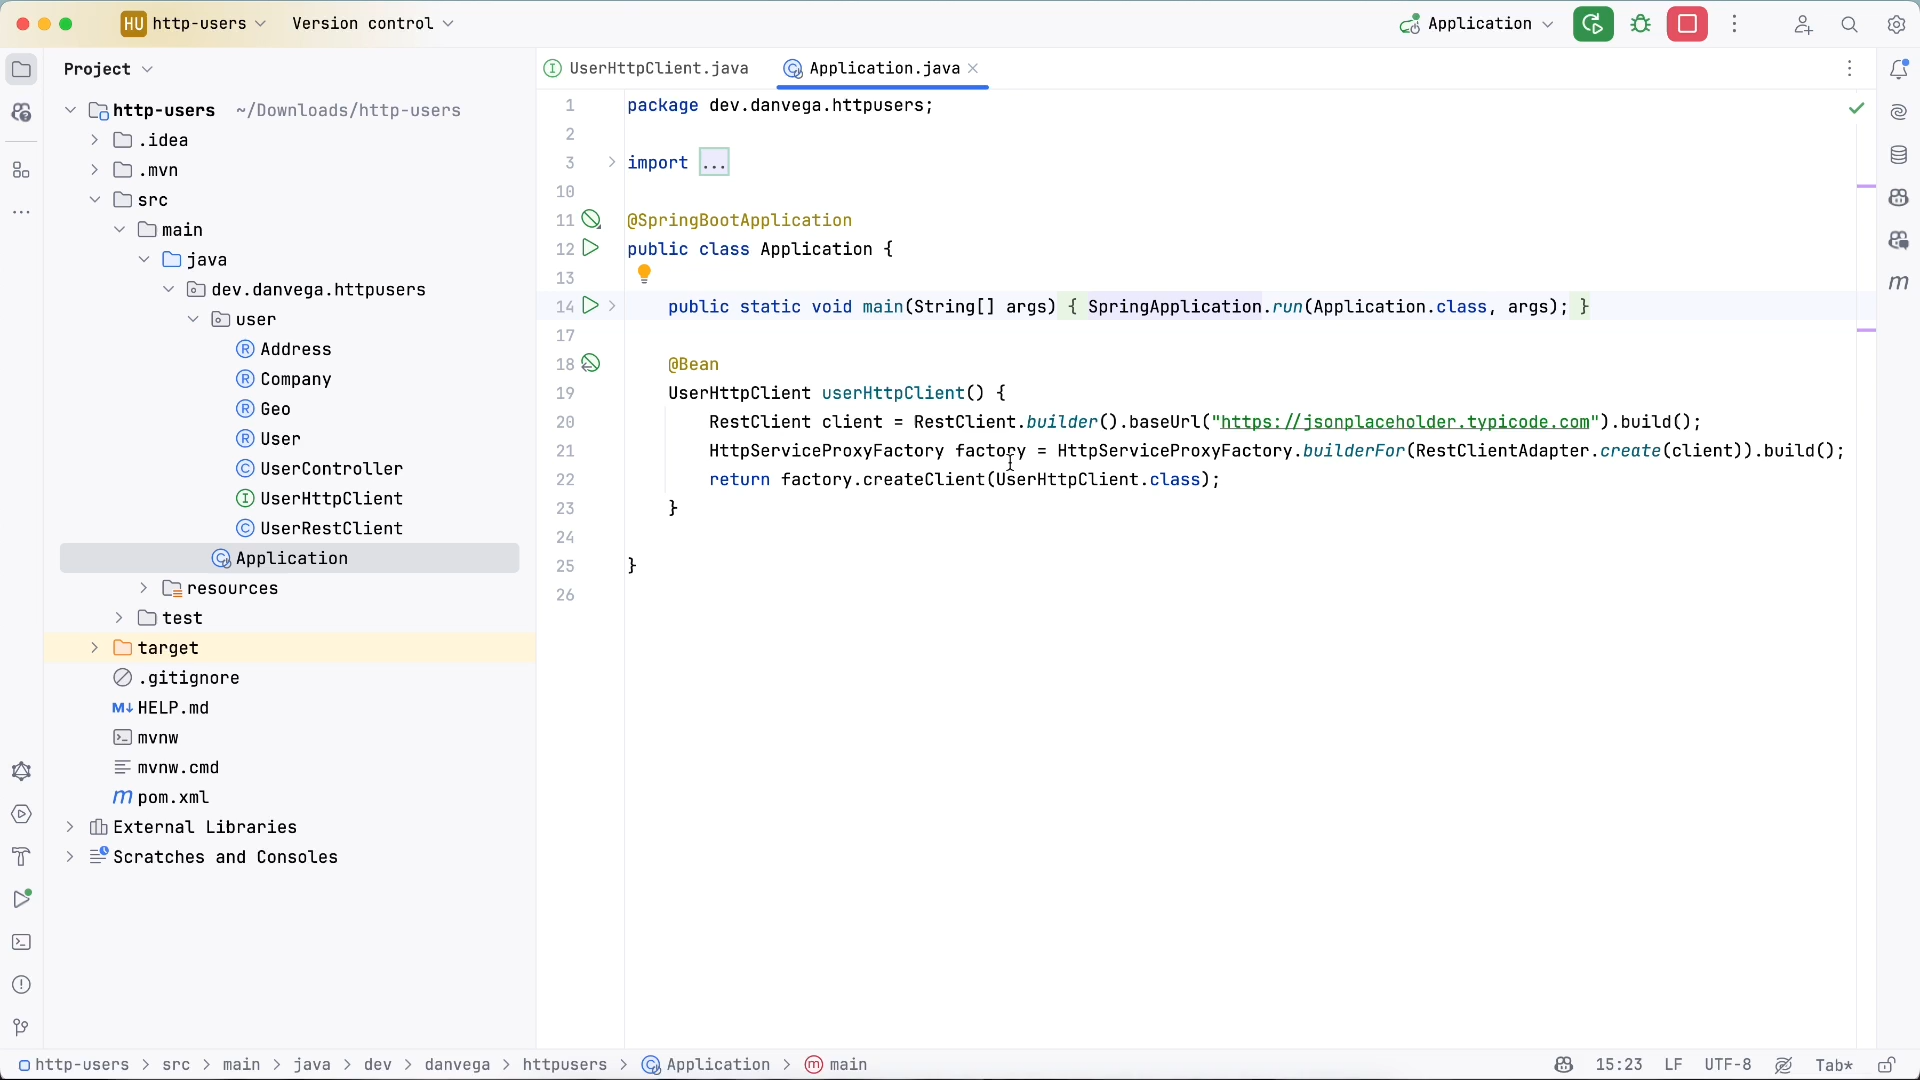 HU http-users Version control Application
Project
UserHttpClient.java Application.java
http-users ~/Downloads/http-users
.idea
.mvn
src
main
java
dev.danvega.httpusers
user
R Address
R Company
R Geo
R User
C UserController
I UserHttpClient
C UserRestClient
C Application
resources
test
target
.gitignore
M↓ HELP.md
mvnw
mvnw.cmd
m pom.xml
External Libraries
Scratches and Consoles
1 package dev.danvega.httpusers;
2
3 import ...
10
11 @SpringBootApplication
12 public class Application {
13
14 public static void main(String[] args) { SpringApplication.run(Application.class, args); }
17
18 @Bean
19 UserHttpClient userHttpClient() {
20 RestClient client = RestClient.builder().baseUrl("https://jsonplaceholder.typicode.com").build();
21 HttpServiceProxyFactory factory = HttpServiceProxyFactory.builderFor(RestClientAdapter.create(client)).build();
22 return factory.createClient(UserHttpClient.class);
23 }
24
25 }
26
m
http-users > src > main > java > dev > danvega > httpusers > C Application > m main
15:23 LF UTF-8 Tab*